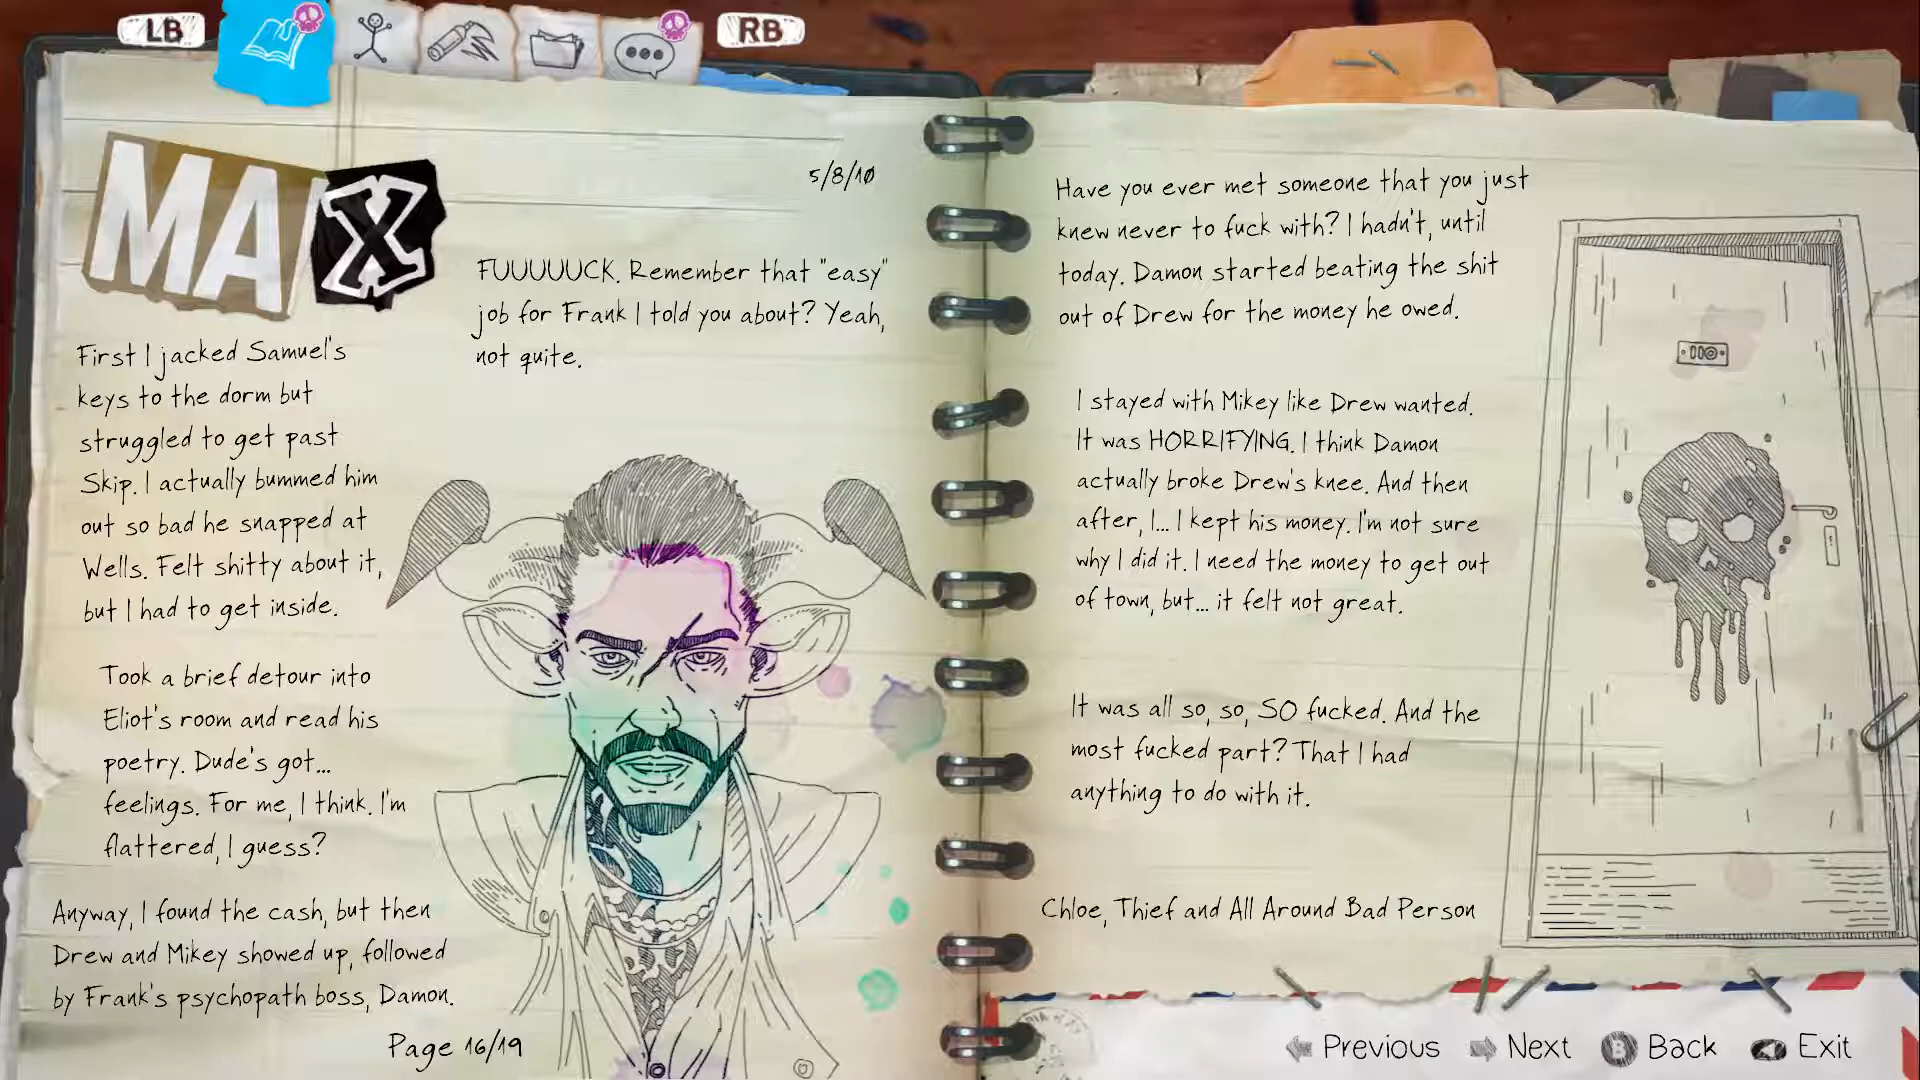 LB
RB
MAX
5/8/10
FUUUUUCK. Remember that "easy"
job for Frank I told you about? Yeah,
not quite.
First I jacked Samuel's
keys to the dorm but
struggled to get past
Skip. I actually bummed him
out so bad he snapped at
Wells. Felt shitty about it,
but I had to get inside.
Took a brief detour into
Eliot's room and read his
poetry. Dude's got...
feelings. For me, I think. I'm
flattered, I guess?
Anyway, I found the cash, but then
Drew and Mikey showed up, followed
by Frank's psychopath boss, Damon.
Page 16/19
Have you ever met someone that you just
knew never to fuck with? I hadn't, until
today. Damon started beating the shit
out of Drew for the money he owed.
I stayed with Mikey like Drew wanted.
It was HORRIFYING. I think Damon
actually broke Drew's knee. And then
after, I... I kept his money. I'm not sure
why I did it. I need the money to get out
of town, but... it felt not great.
It was all so, so, SO fucked. And the
most fucked part? That I had
anything to do with it.
Chloe, Thief and All Around Bad Person
Previous
Next
B Back
Exit